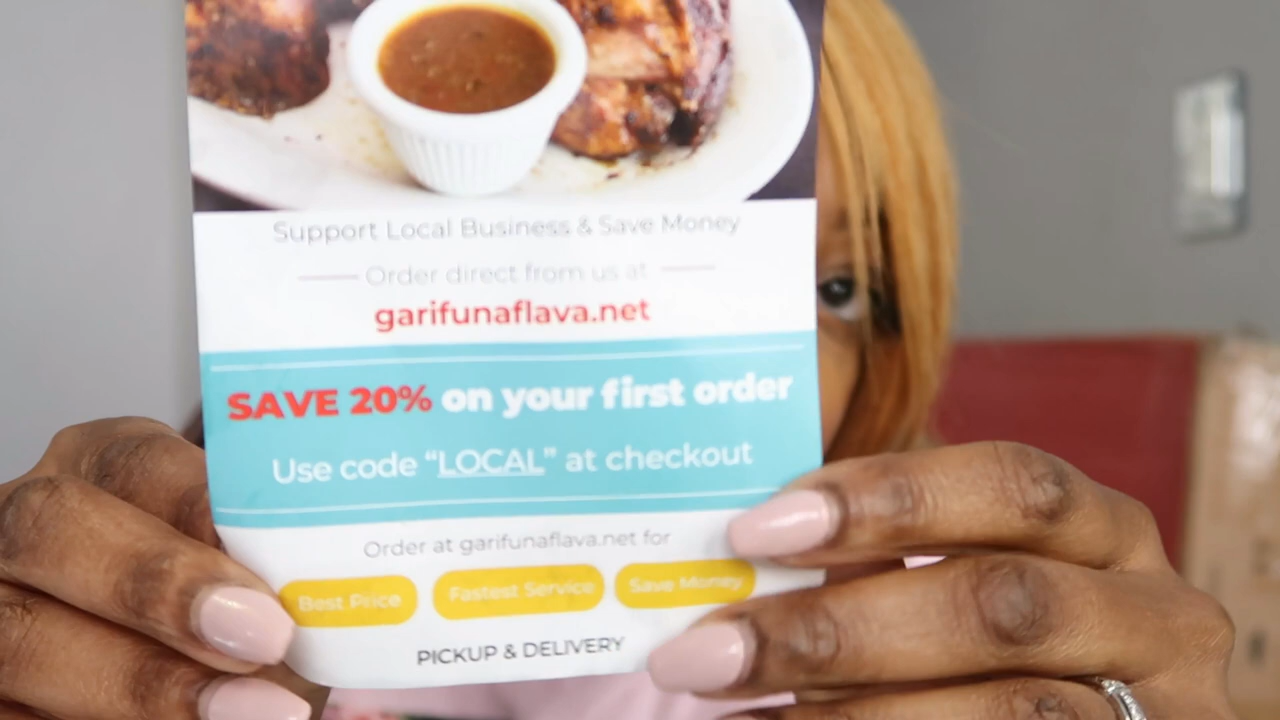 Support Local Business & Save Money
Order direct from us at
garifunaflava.net
SAVE 20% on your first order
Use code “LOCAL” at checkout
Order at garifunaflava.net for
Best Price Fastest Service Save Money
PICKUP & DELIVERY